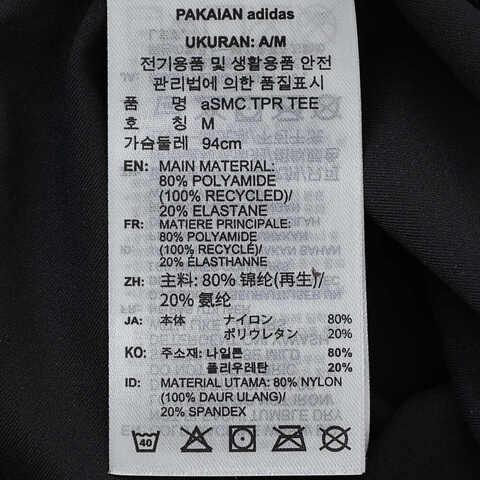 PAKAIAN adidas
UKURAN: A/M
전기용품 및 생활용품 안전
관리법에 의한 품질표시
품 명 aSMC TPR TEE
호 칭 M
가슴둘레 94cm
EN: MAIN MATERIAL:
80% POLYAMIDE
(100% RECYCLED)/
20% ELASTANE
FR: MATIERE PRINCIPALE:
80% POLYAMIDE
(100% RECYCLÉ)/
20% ÉLASTHANNE
ZH: 主料: 80% 锦纶(再生)/
20% 氨纶
JA: 本体 ナイロン 80%
ポリウレタン 20%
KO: 주소재: 나일론 80%
폴리우레탄 20%
ID: MATERIAL UTAMA: 80% NYLON
(100% DAUR ULANG)/
20% SPANDEX
40